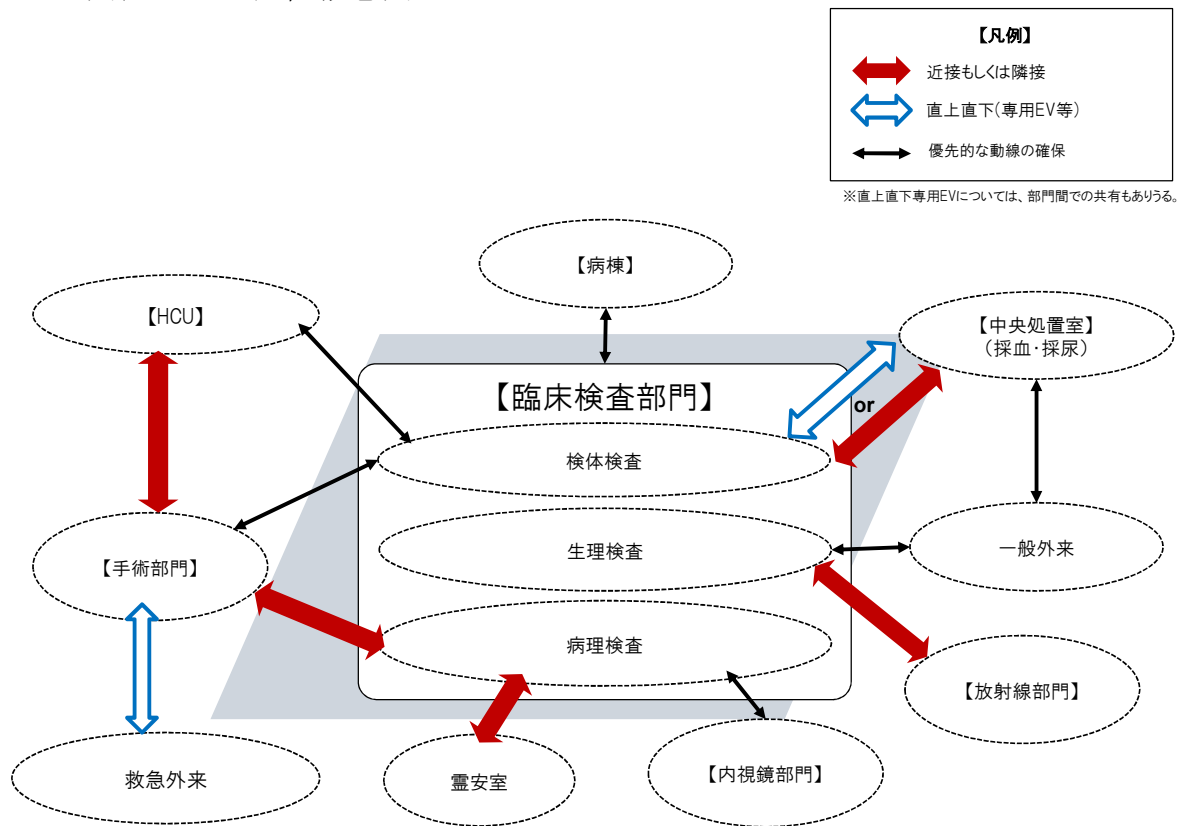 【凡例】
近接もしくは隣接
直上直下(専用EV等)
優先的な動線の確保
※直上直下専用EVについては、部門間での共有もありうる。
【病棟】
【HCU】
【中央処置室】
(採血・採尿)
【臨床検査部門】
or
検体検査
生理検査
一般外来
【手術部門】
病理検査
【放射線部門】
救急外来
霊安室
【内視鏡部門】